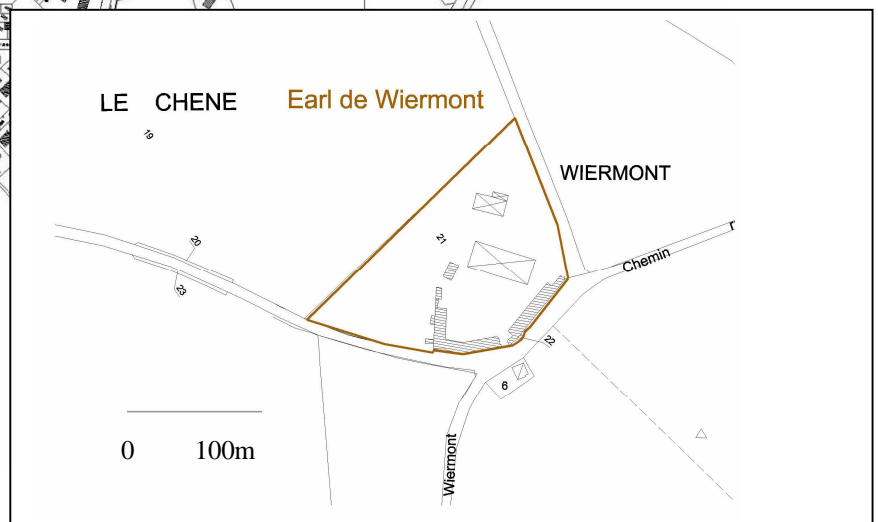 LE CHENE
Earl de Wiermont
19
WIERMONT
21
20
23
Chemin
22
6
Wiermont
0 100m